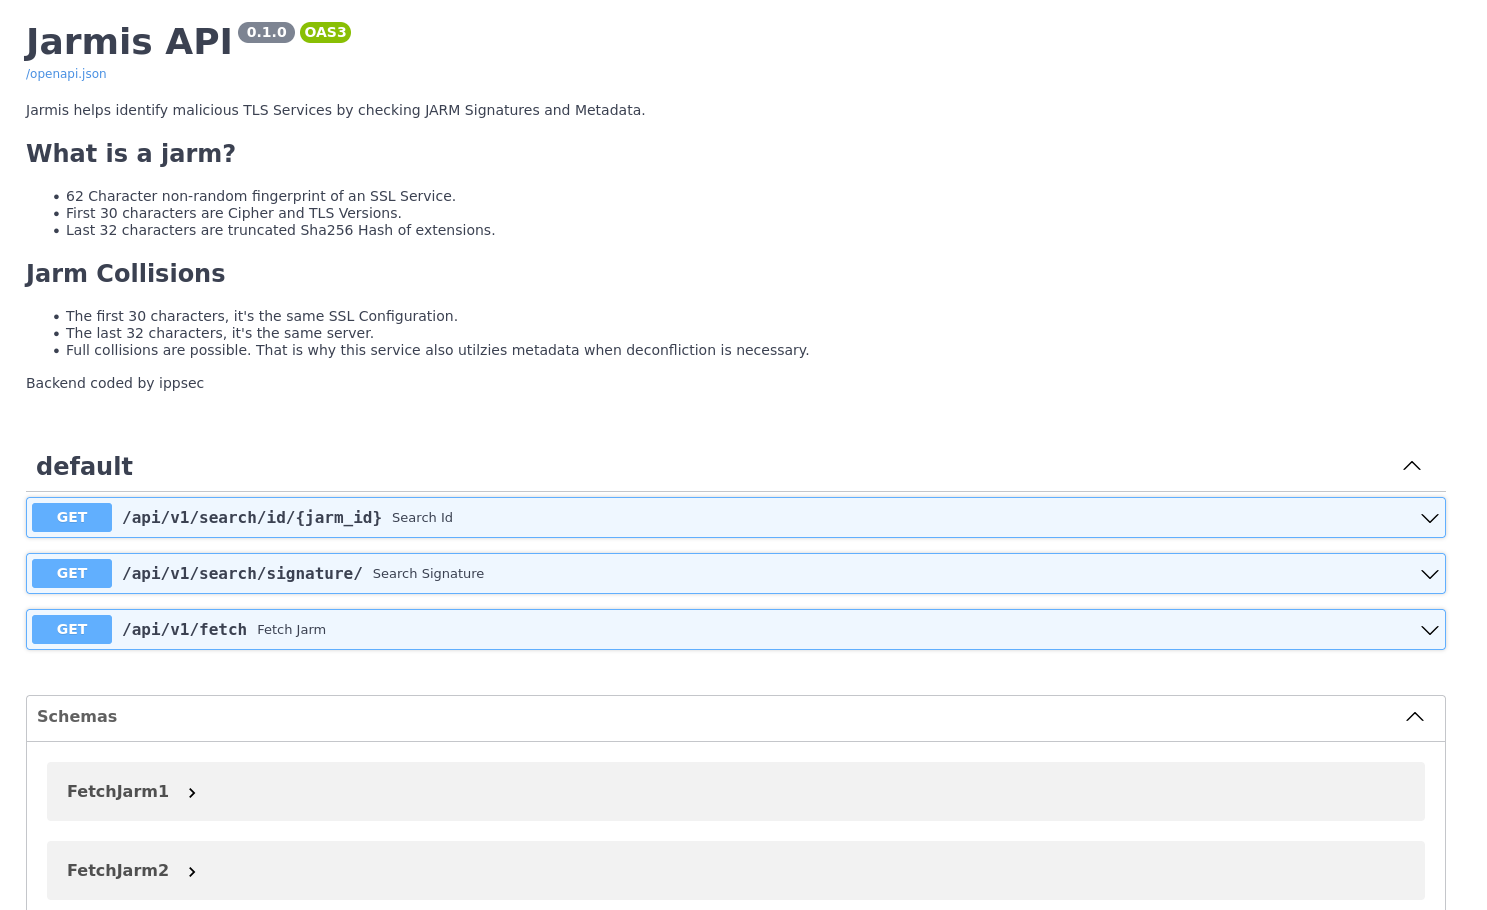 Jarmis API 0.1.0 OAS3
/openapi.json
Jarmis helps identify malicious TLS Services by checking JARM Signatures and Metadata.
What is a jarm?
• 62 Character non-random fingerprint of an SSL Service.
• First 30 characters are Cipher and TLS Versions.
• Last 32 characters are truncated Sha256 Hash of extensions.
Jarm Collisions
• The first 30 characters, it's the same SSL Configuration.
• The last 32 characters, it's the same server.
• Full collisions are possible. That is why this service also utilzies metadata when deconfliction is necessary.
Backend coded by ippsec
default
GET /api/v1/search/id/{jarm_id} Search Id
GET /api/v1/search/signature/ Search Signature
GET /api/v1/fetch Fetch Jarm
Schemas
FetchJarm1
FetchJarm2